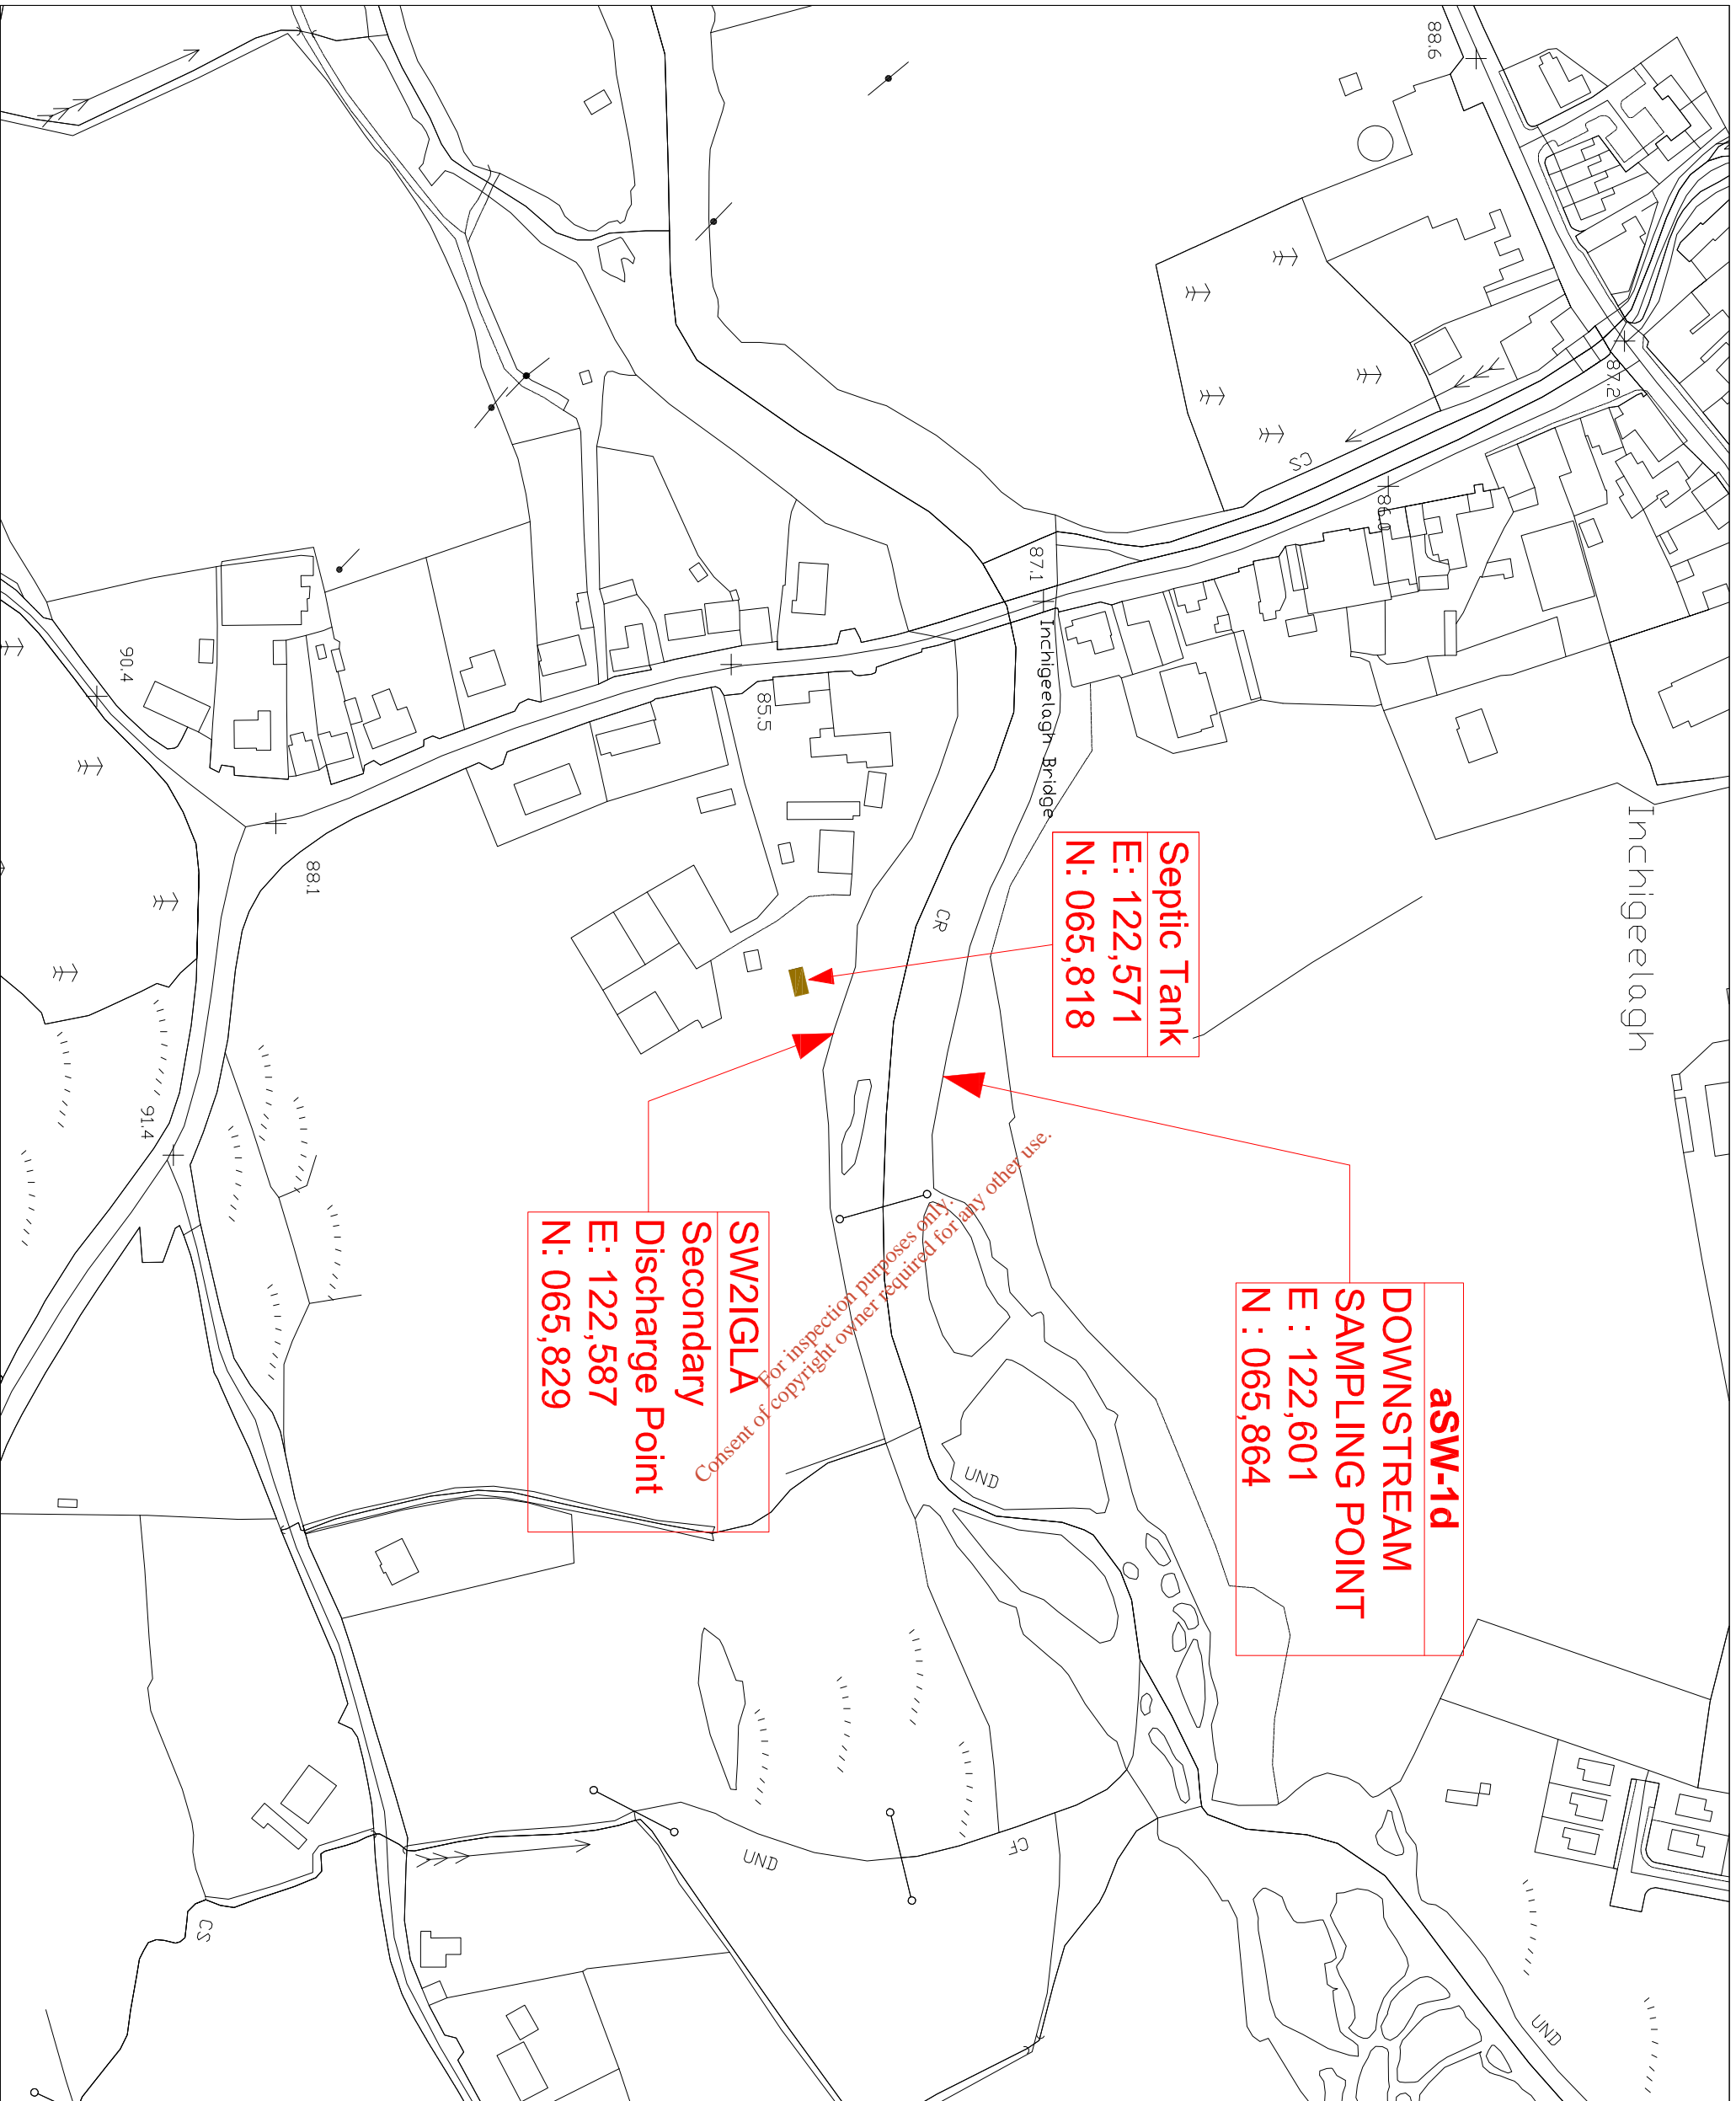 Inchigeelagh
88.6
87.2
86.0
CS
87.1
Inchigeelagh Bridge
85.5
90.4
88.1
91.4
CR
Septic Tank
E: 122,571
N: 065,818
aSW-1d
DOWNSTREAM
SAMPLING POINT
E : 122,601
N : 065,864
SW2IGLA
Secondary
Discharge Point
E: 122,587
N: 065,829
For inspection purposes only.
Consent of copyright owner required for any other use.
UND
UND
CF
UND
CS